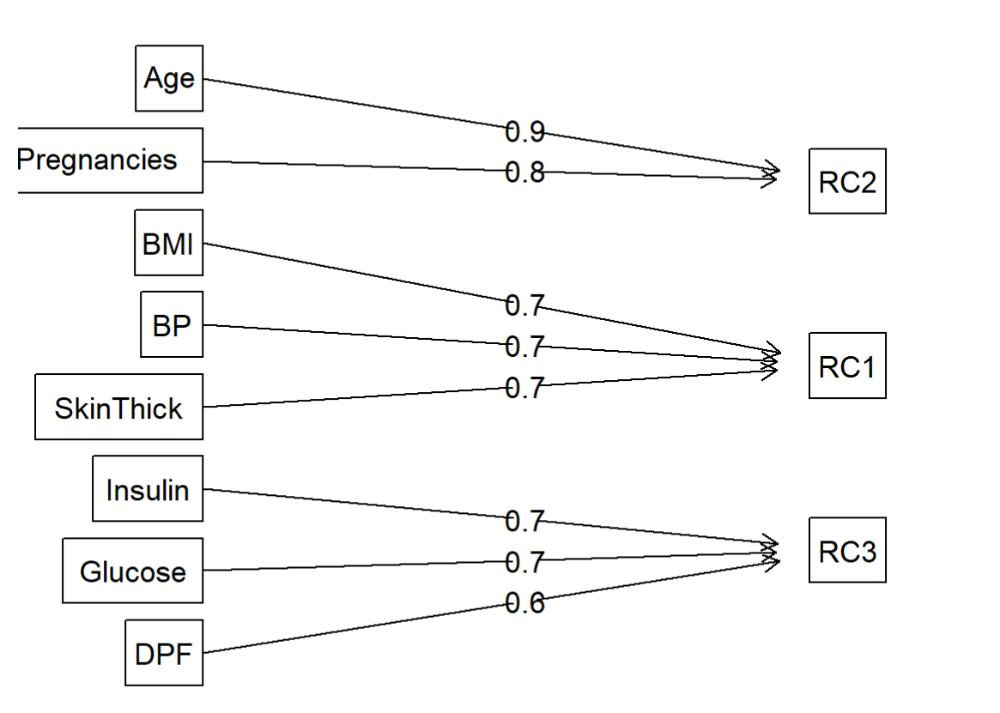 Age
0.9
Pregnancies
0.8
RC2
BMI
0.7
BP
0.7
RC1
SkinThick
0.7
Insulin
0.7
Glucose
0.7
RC3
DPF
0.6